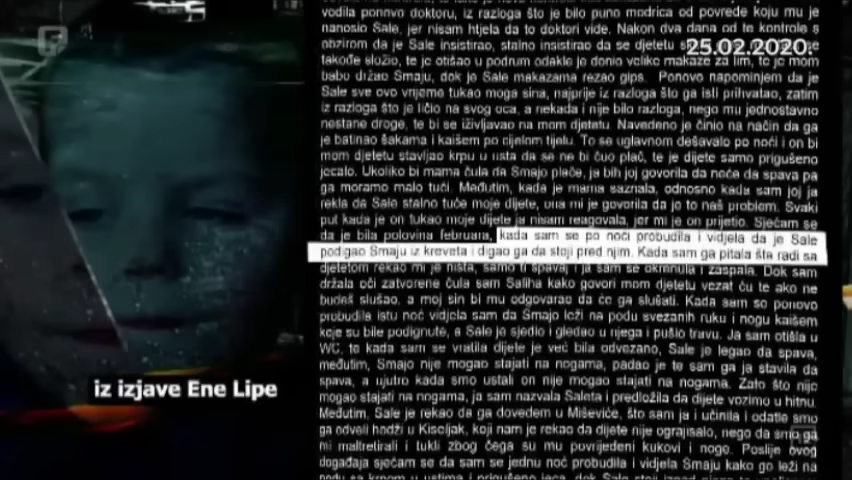 vodila ponovo doktoru, iz razloga što je bilo puno modrica od povrede koju mu je
nanosio Sale, jer nisam htjela da to doktori vide. Nakon dva dana od te kontrole s
obzirom da je Sale insistirao, stalno insistirao da se djetetu
25.02.2020.
takođe složio, te je otišao u podrum odakle je donio velike makaze za lim, te je mom
babo držao Smaju, dok je Sale makazama rezao gips. Ponovo napominjem da je
Sale sve ovo vrijeme tukao moga sina, najprije iz razloga što ga isti prihvatao, zatim
iz razloga što je ličio na svog oca, a nekada i nije bilo razloga, nego mu jednostavno
nestane droge, te bi se iživljavao na mom djetatu. Navedeno je činio na način da ga
je batinao šakama i kaišem po cijelom tijelu. To se uglavnom dešavalo po noći i on bi
mom djetetu stavljao krpu u usta da se ne bi čuo plač, te je dijete samo prigušeno
jecalo. Ukoliko bi mama čula da Smajo plače, ja bih joj govorila da neće da spava pa
ga moramo malo tući. Međutim, kada je mama saznala, odnosno kada sam joj ja
rekla da Sale stalno tuče moje dijete, ona mi je govorila da je to naš problem. Svaki
put kada je on tukao moje dijete ja nisam reagovala, jer mi je on prijetio. Sjećam se
da je bila polovina februara, kada sam se po noći probudila i vidjela da je Sale
podigao Smaju iz kreveta i digao ga da stoji pred njim. Kada sam ga pitala šta radi sa
djetetom rekao mi je ništa, samo ti spavaj i ja sam se okrenula i zaspala. Dok sam
držala oči zatvorene čula sam Saliha kako govori mom djetetu vezat ću te ako ne
budeš slušao, a moj sin bi mu odgovarao da će ga slušati. Kada sam se ponovo
probudila istu noć vidjela sam da Smajo leži na podu svezanih ruku i nogu kaišem
koje su bile podignute, a Sale je sjedio i gledao u njega i pušio travu. Ja sam otišla u
WC, te kada sam se vratila dijete je već bila odvezano, Sale je legao da spava,
međutim, Smajo nije mogao stajati na nogama, padao je te sam ga ja stavila da
spava, a ujutro kada smo ustali on nije mogao stajati na nogama. Zato što nije
mogao stajati na nogama, ja sam nazvala Saleta i predložila da dijete vozimo u hitnu.
Međutim, Sale je rekao da ga dovedem u Miševiće, što sam ja i učinila i odatle smo
ga odveli hodži u Kiseljak, koji nam je rekao da dijete nije ograjisalo, nego da smo ga
mi maltretirali i tukli zbog čega su mu povrijeđeni kukovi i noge. Poslije ovog
događaja sjećam se da sam se jednu noć probudila i vidjela Smaju kako go leži na
podu sa krpom u ustima i prigušeno jeca, dok Sale stoji
iz izjave Ene Lipe